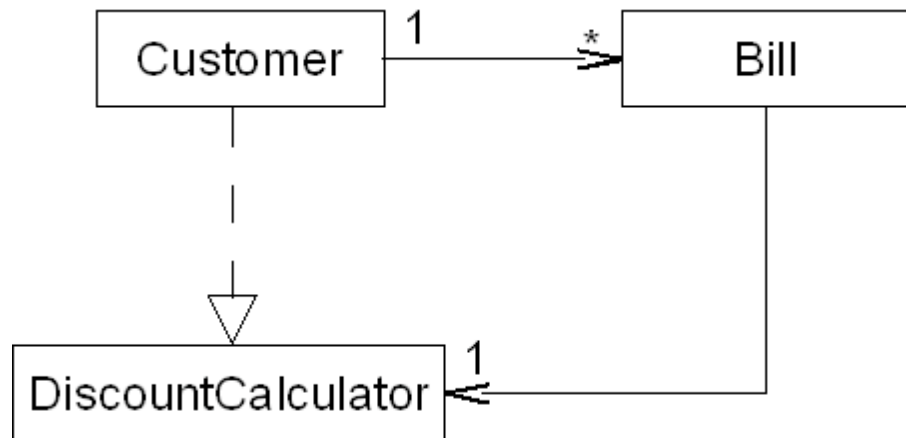 Customer
1
*
Bill
1
DiscountCalculator